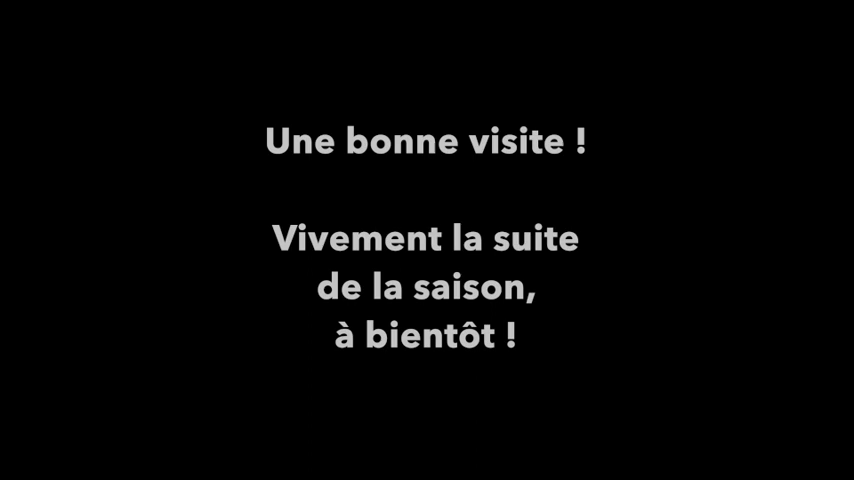 Une bonne visite !
Vivement la suite
de la saison,
à bientôt !